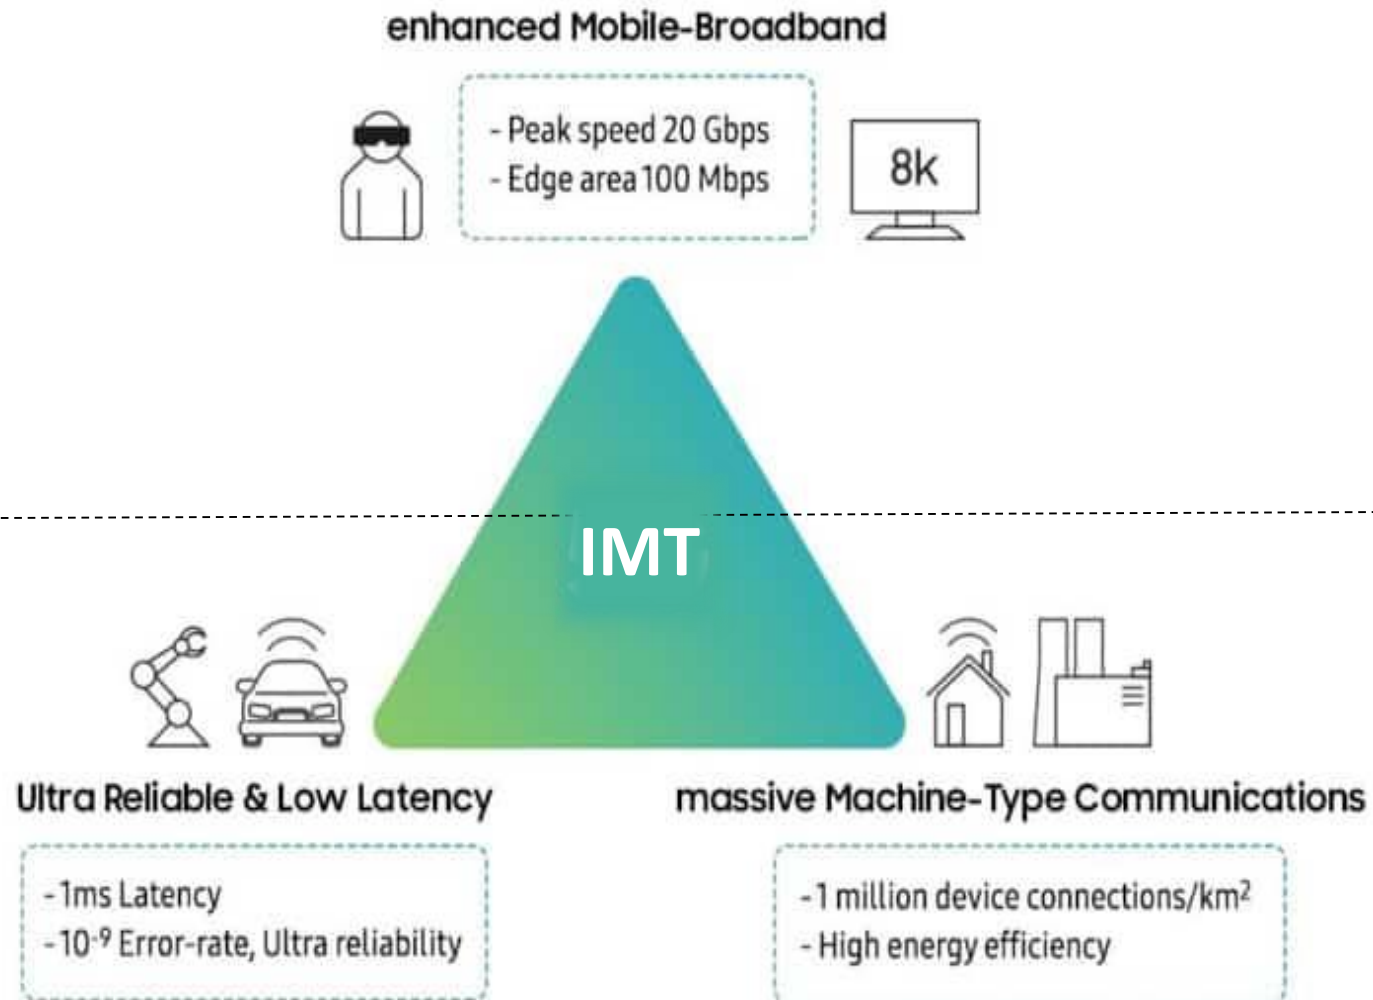 enhanced Mobile-Broadband
- Peak speed 20 Gbps
- Edge area 100 Mbps
8k
IMT
Ultra Reliable & Low Latency
- 1ms Latency
- 10⁻⁹ Error-rate, Ultra reliability
massive Machine-Type Communications
- 1 million device connections/km²
- High energy efficiency